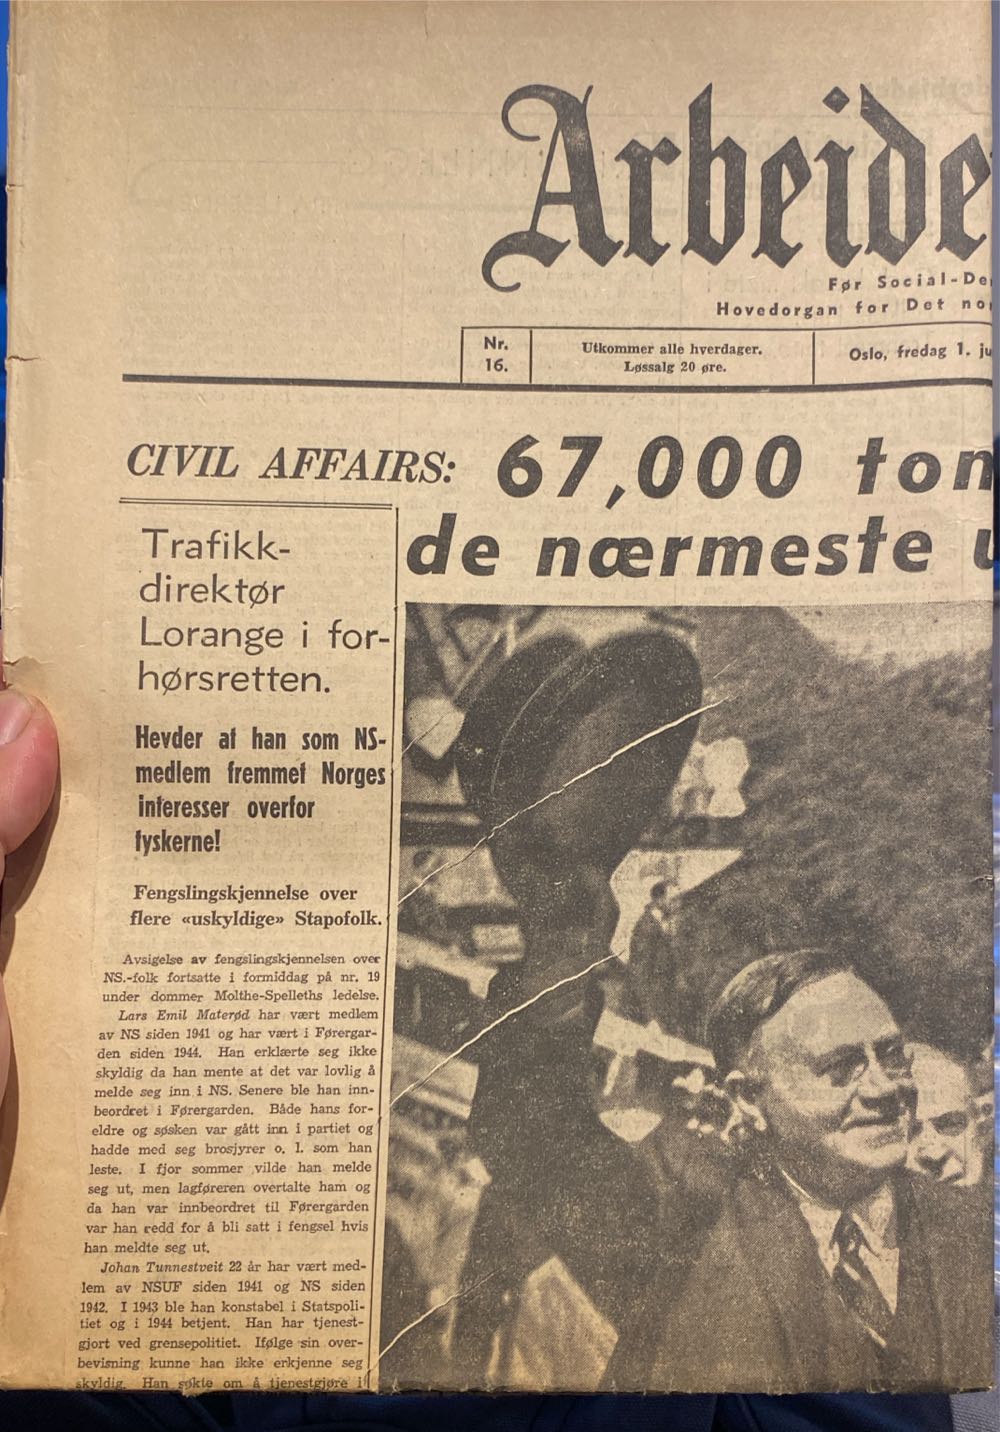 Arbeide
Før Social-De
Hovedorgan for Det no
Nr.
16.
Utkommer alle hverdager.
Løssalg 20 øre.
Oslo, fredag 1. ju
CIVIL AFFAIRS: 67,000 ton
de nærmeste u
Trafikk-
direktør
Lorange i for-
hørsretten.
Hevder at han som NS-
medlem fremmet Norges
interesser overfor
tyskerne!
Fengslingskjennelse over
flere «uskyldige» Stapofolk.
Avsigelse av fengslingskjennelsen over
NS.-folk fortsatte i formiddag på nr. 19
under dommer Molthe-Spelleths ledelse.
Lars Emil Materød har vært medlem
av NS siden 1941 og har vært i Førergar-
den siden 1944. Han erklærte seg ikke
skyldig da han mente at det var lovlig å
melde seg inn i NS. Senere ble han inn-
beordret i Førergarden. Både hans for-
eldre og søsken var gått inn i partiet og
hadde med seg brosjyrer o. l. som han
leste. I fjor sommer vilde han melde
seg ut, men lagføreren overtalte ham og
da han var innbeordret til Førergarden
var han redd for å bli satt i fengsel hvis
han meldte seg ut.
Johan Tunnestveit 22 år har vært med-
lem av NSUF siden 1941 og NS siden
1942. I 1943 ble han konstabel i Statspoli-
tiet og i 1944 betjent. Han har tjenest-
gjort ved grensepolitiet. Ifølge sin over-
bevisning kunne han ikke erkjenne seg
skyldig. Han søkte om å tjenestgjøre i